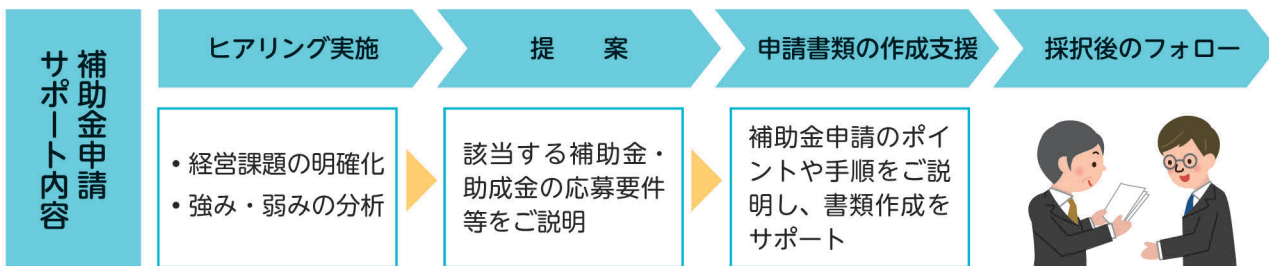 補助金申請
サポート内容
ヒアリング実施
提　案
申請書類の作成支援
採択後のフォロー
・経営課題の明確化
・強み・弱みの分析
該当する補助金・
助成金の応募要件
等をご説明
補助金申請のポ
イントや手順をご説
明し、書類作成を
サポート